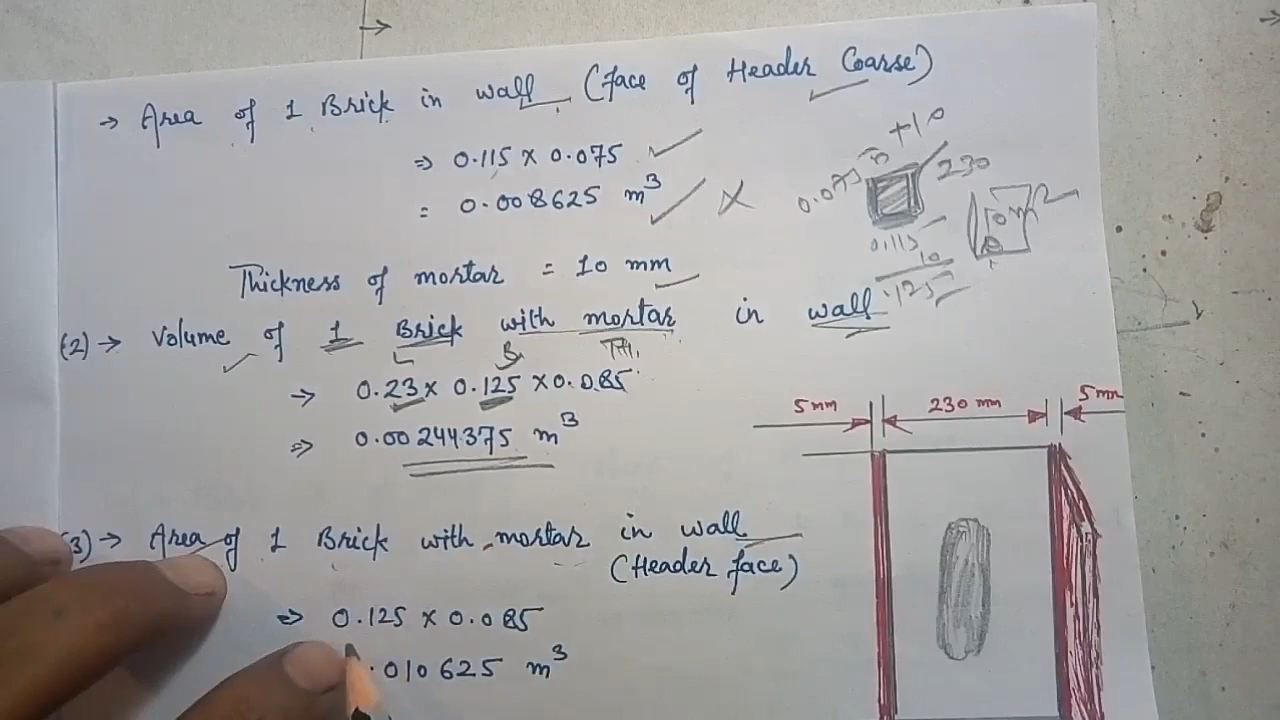 → Area of 1 Brick in wall (face of Header Coarse)
⇒ 0.115 x 0.075
= 0.008625 m³
+10
230
0.075
0.115
10
.125
10 m
Thickness of mortar = 10 mm
(2) → Volume of 1 Brick with mortar in wall
L B TH.
→ 0.23 x 0.125 x 0.085
⇒ 0.00244375 m³
5mm 230 mm 5mm
(3) → Area of 1 Brick with mortar in wall
(Header face)
⇒ 0.125 x 0.085
.010625 m³